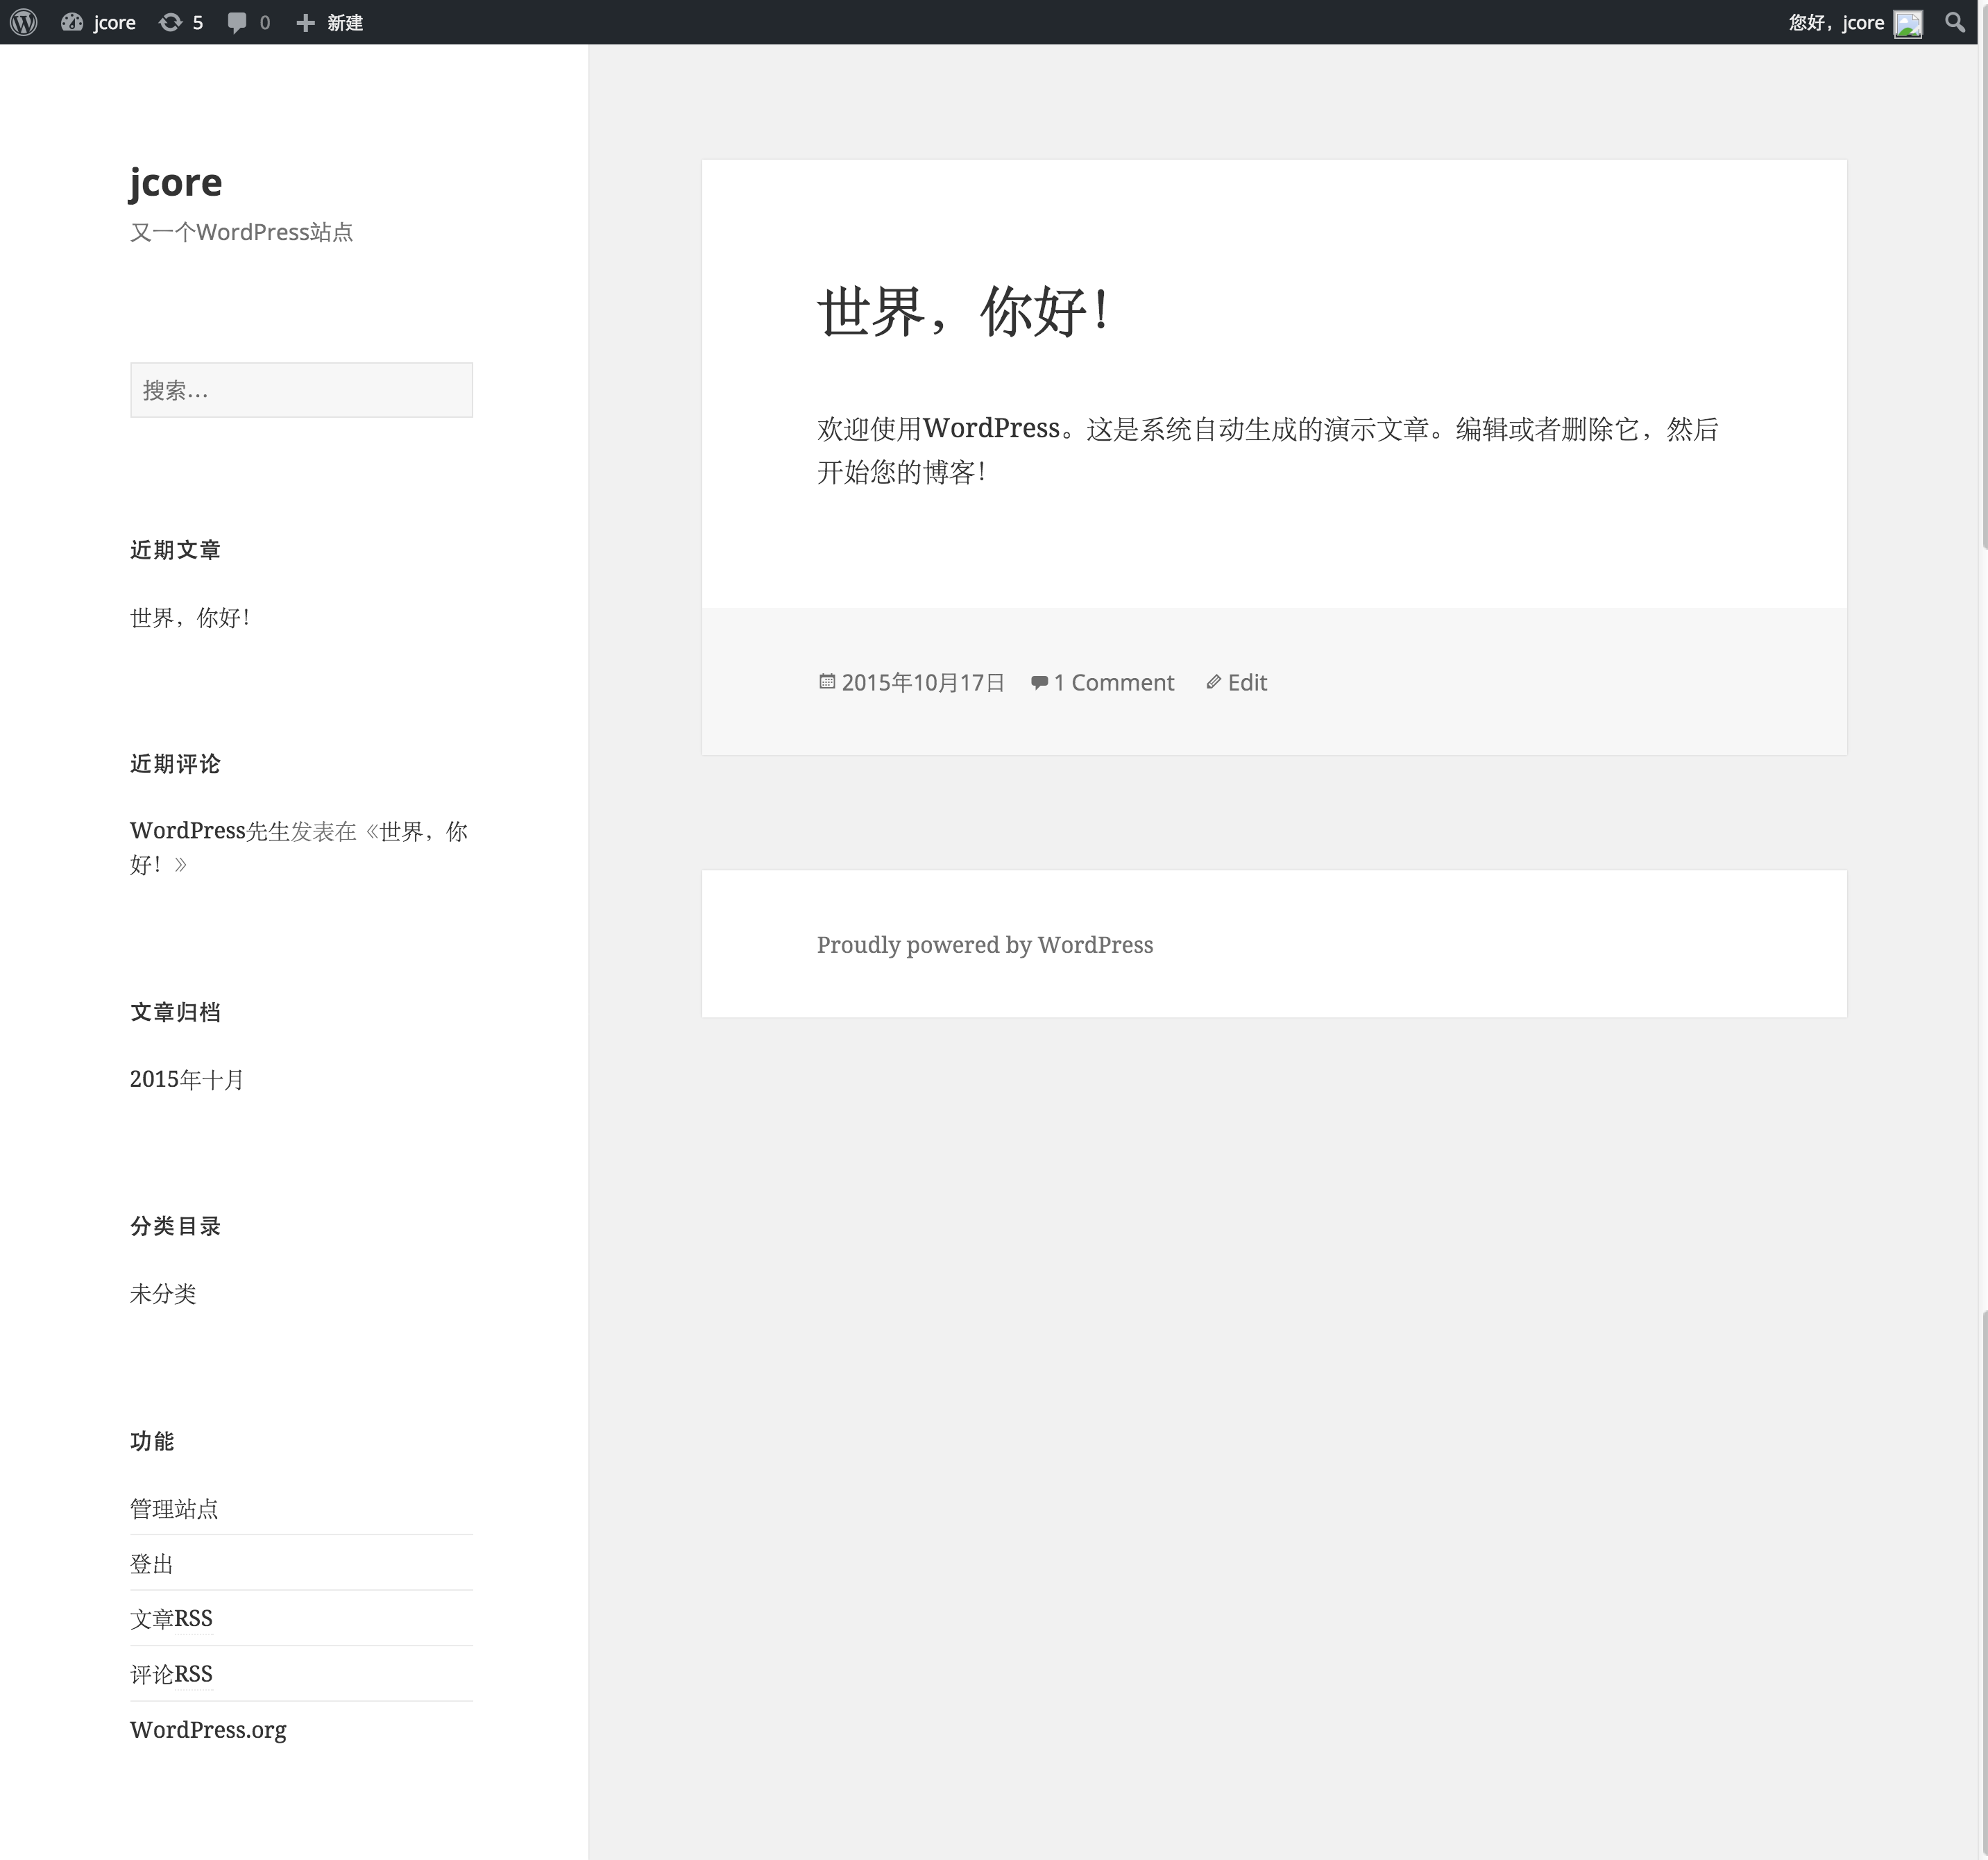 jcore 5 0 新建 您好，jcore
jcore
又一个WordPress站点
搜索…
近期文章
世界，你好！
近期评论
WordPress先生发表在《世界，你
好！》
文章归档
2015年十月
分类目录
未分类
功能
管理站点
登出
文章RSS
评论RSS
WordPress.org
世界，你好！
欢迎使用WordPress。这是系统自动生成的演示文章。编辑或者删除它，然后
开始您的博客！
2015年10月17日 1 Comment Edit
Proudly powered by WordPress